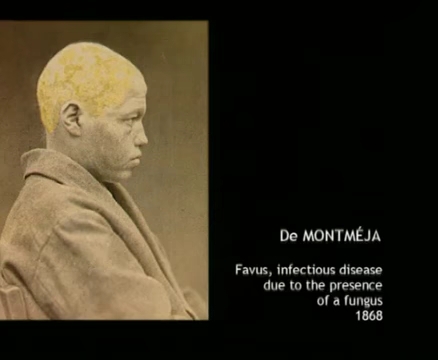 De MONTMÉJA
Favus, infectious disease
due to the presence
of a fungus
1868